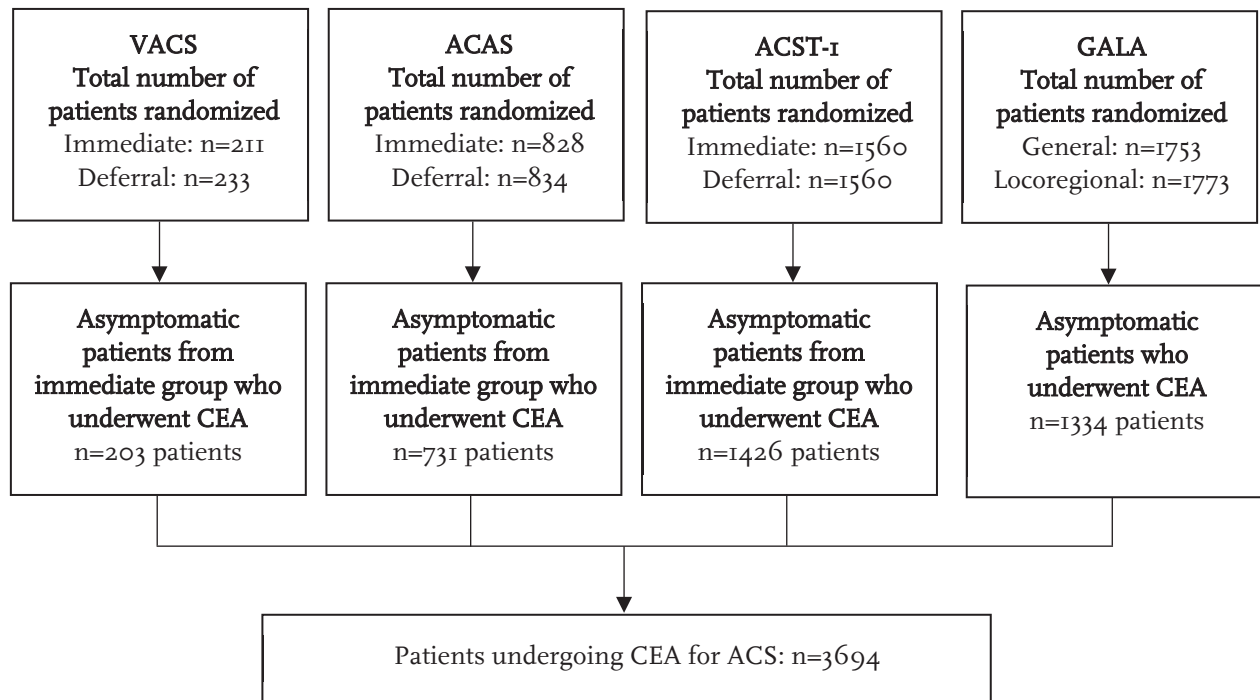 VACS
Total number of
patients randomized
Immediate: n=211
Deferral: n=233
ACAS
Total number of
patients randomized
Immediate: n=828
Deferral: n=834
ACST-1
Total number of
patients randomized
Immediate: n=1560
Deferral: n=1560
GALA
Total number of
patients randomized
General: n=1753
Locoregional: n=1773
Asymptomatic
patients from
immediate group who
underwent CEA
n=203 patients
Asymptomatic
patients from
immediate group who
underwent CEA
n=731 patients
Asymptomatic
patients from
immediate group who
underwent CEA
n=1426 patients
Asymptomatic
patients who
underwent CEA
n=1334 patients
Patients undergoing CEA for ACS: n=3694